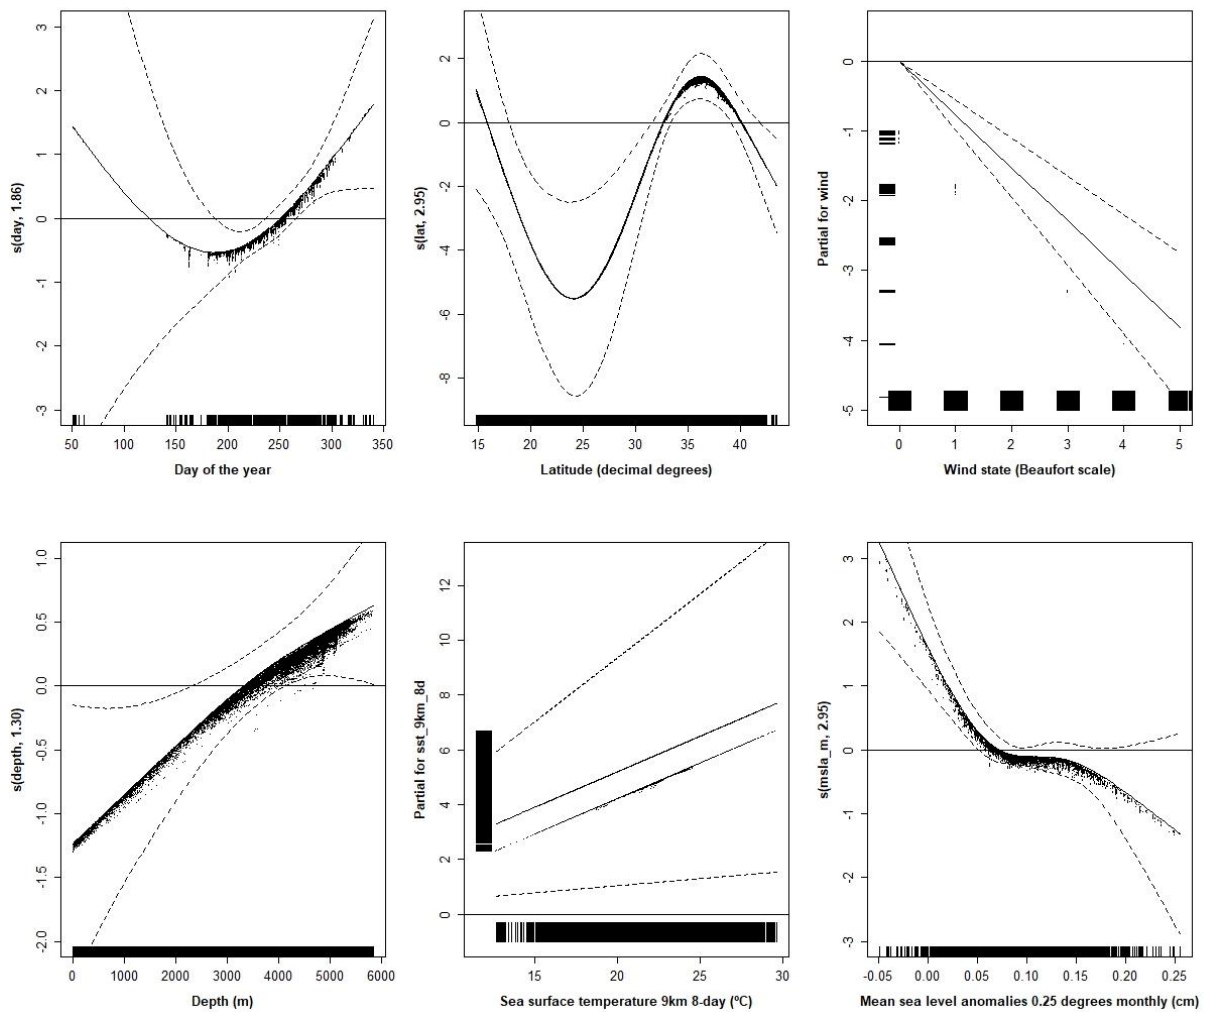 s(day, 1.86)
3
2
1
0
-1
-2
-3
50 100 150 200 250 300 350
Day of the year
s(lat, 2.95)
2
0
-2
-4
-6
-8
15 20 25 30 35 40
Latitude (decimal degrees)
Partial for wind
0
-1
-2
-3
-4
-5
0 1 2 3 4 5
Wind state (Beaufort scale)
s(depth, 1.30)
1.0
0.5
0.0
-0.5
-1.0
-1.5
-2.0
0 1000 2000 3000 4000 5000 6000
Depth (m)
Partial for sst_9km_8d
12
10
8
6
4
2
0
15 20 25 30
Sea surface temperature 9km 8-day (ºC)
s(msla_m, 2.95)
3
2
1
0
-1
-2
-3
-0.05 0.00 0.05 0.10 0.15 0.20 0.25
Mean sea level anomalies 0.25 degrees monthly (cm)